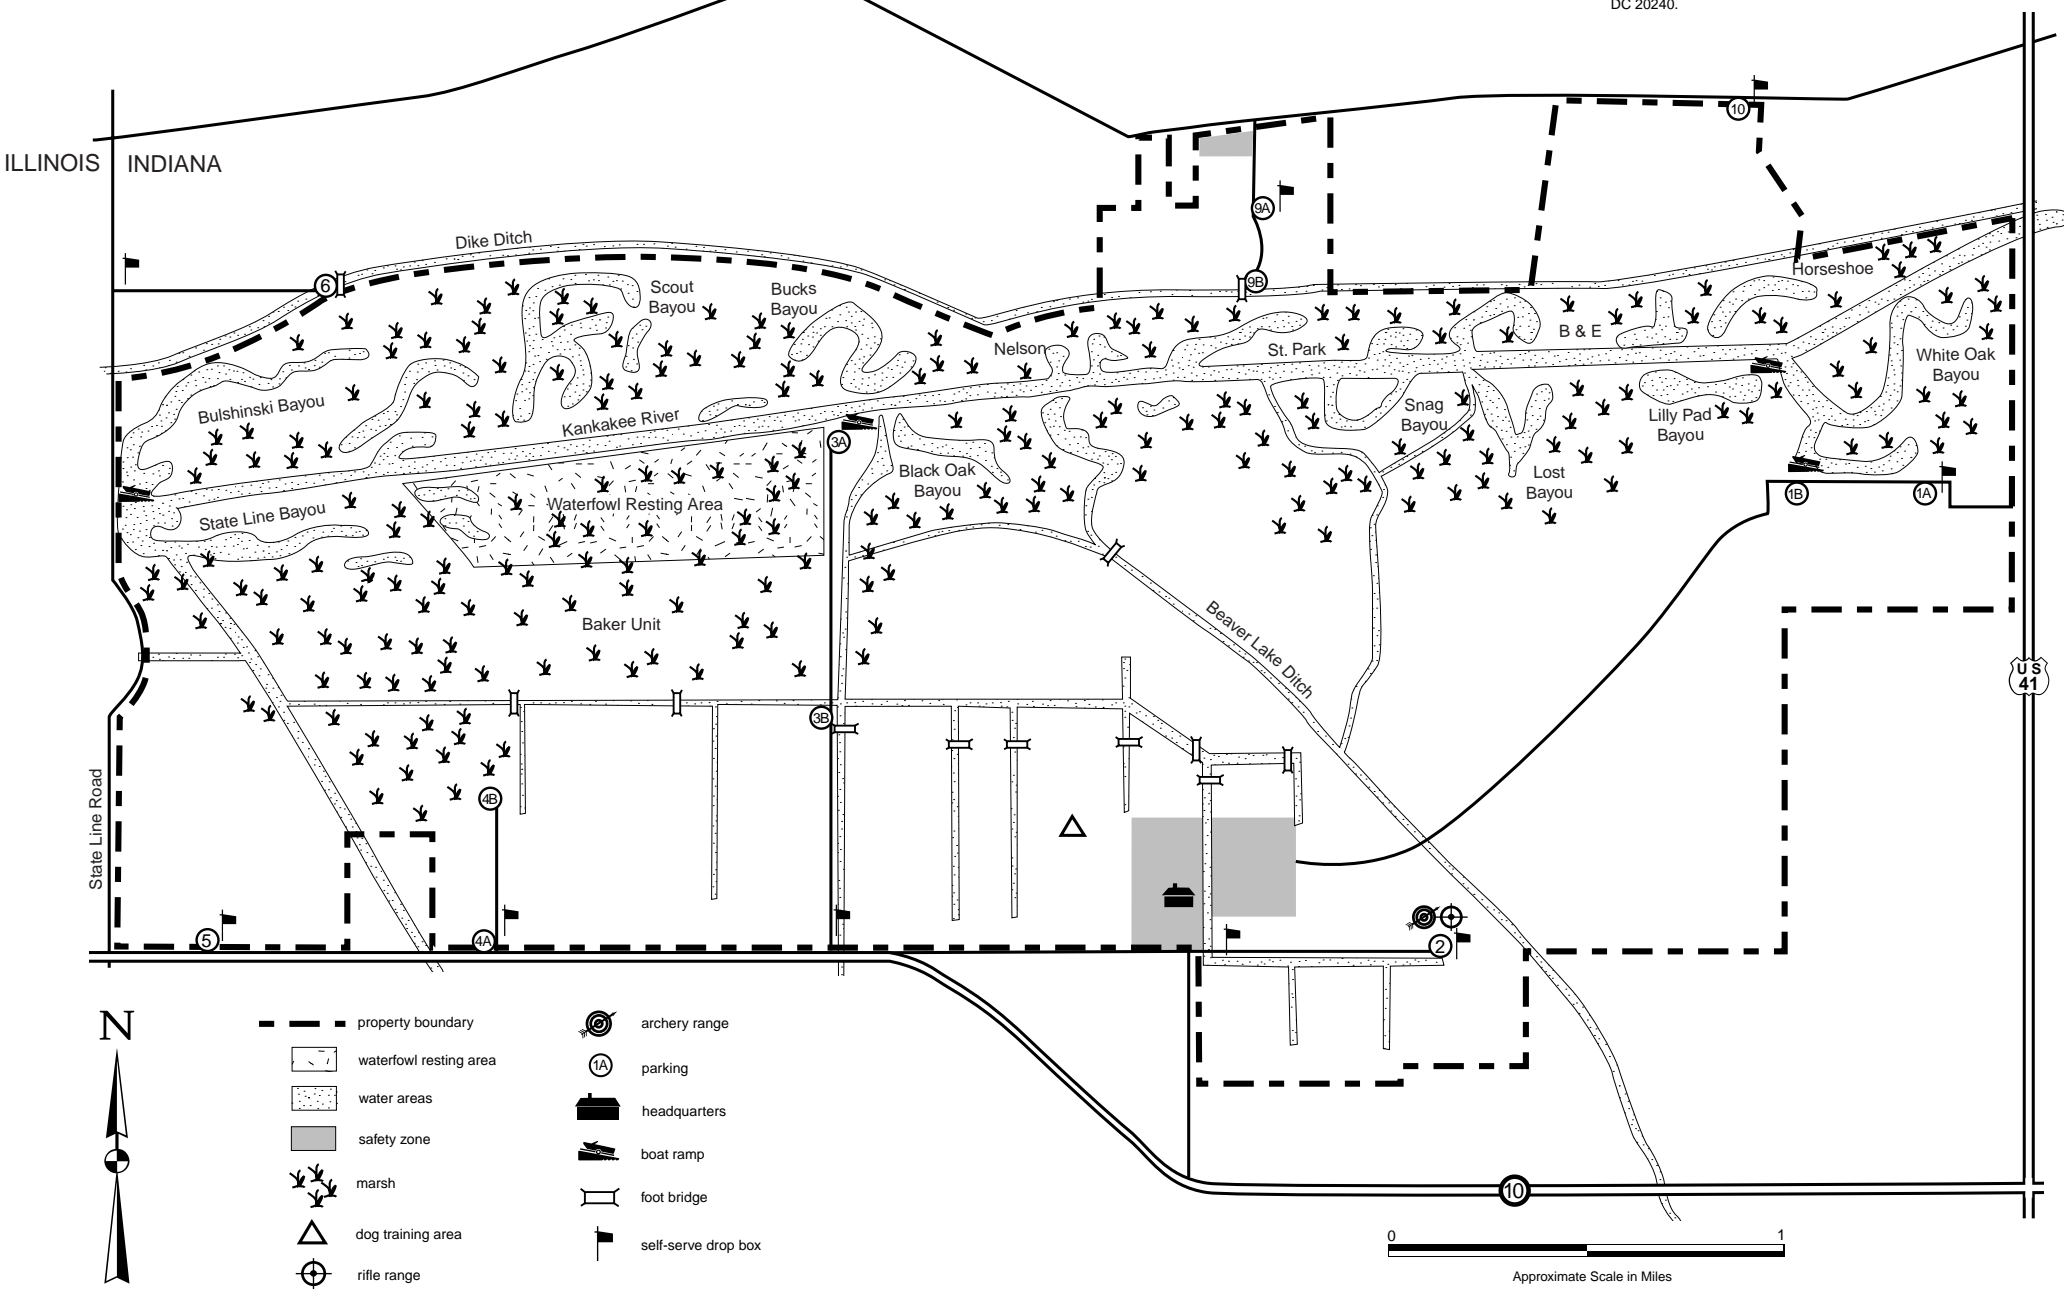 DC 20240.
ILLINOIS
INDIANA
10
9A
Dike Ditch
Horseshoe
6
Scout
Bayou
Bucks
Bayou
9B
B & E
Nelson
St. Park
White Oak
Bayou
Bulshinski Bayou
Kankakee River
Snag
Bayou
Lilly Pad
Bayou
3A
Black Oak
Bayou
Lost
Bayou
1B
1A
State Line Bayou
Waterfowl Resting Area
Baker Unit
Beaver Lake Ditch
U S
41
3B
4B
State Line Road
5
4A
2
N
property boundary
waterfowl resting area
water areas
safety zone
marsh
dog training area
rifle range
archery range
1A
parking
headquarters
boat ramp
foot bridge
self-serve drop box
10
0
1
Approximate Scale in Miles